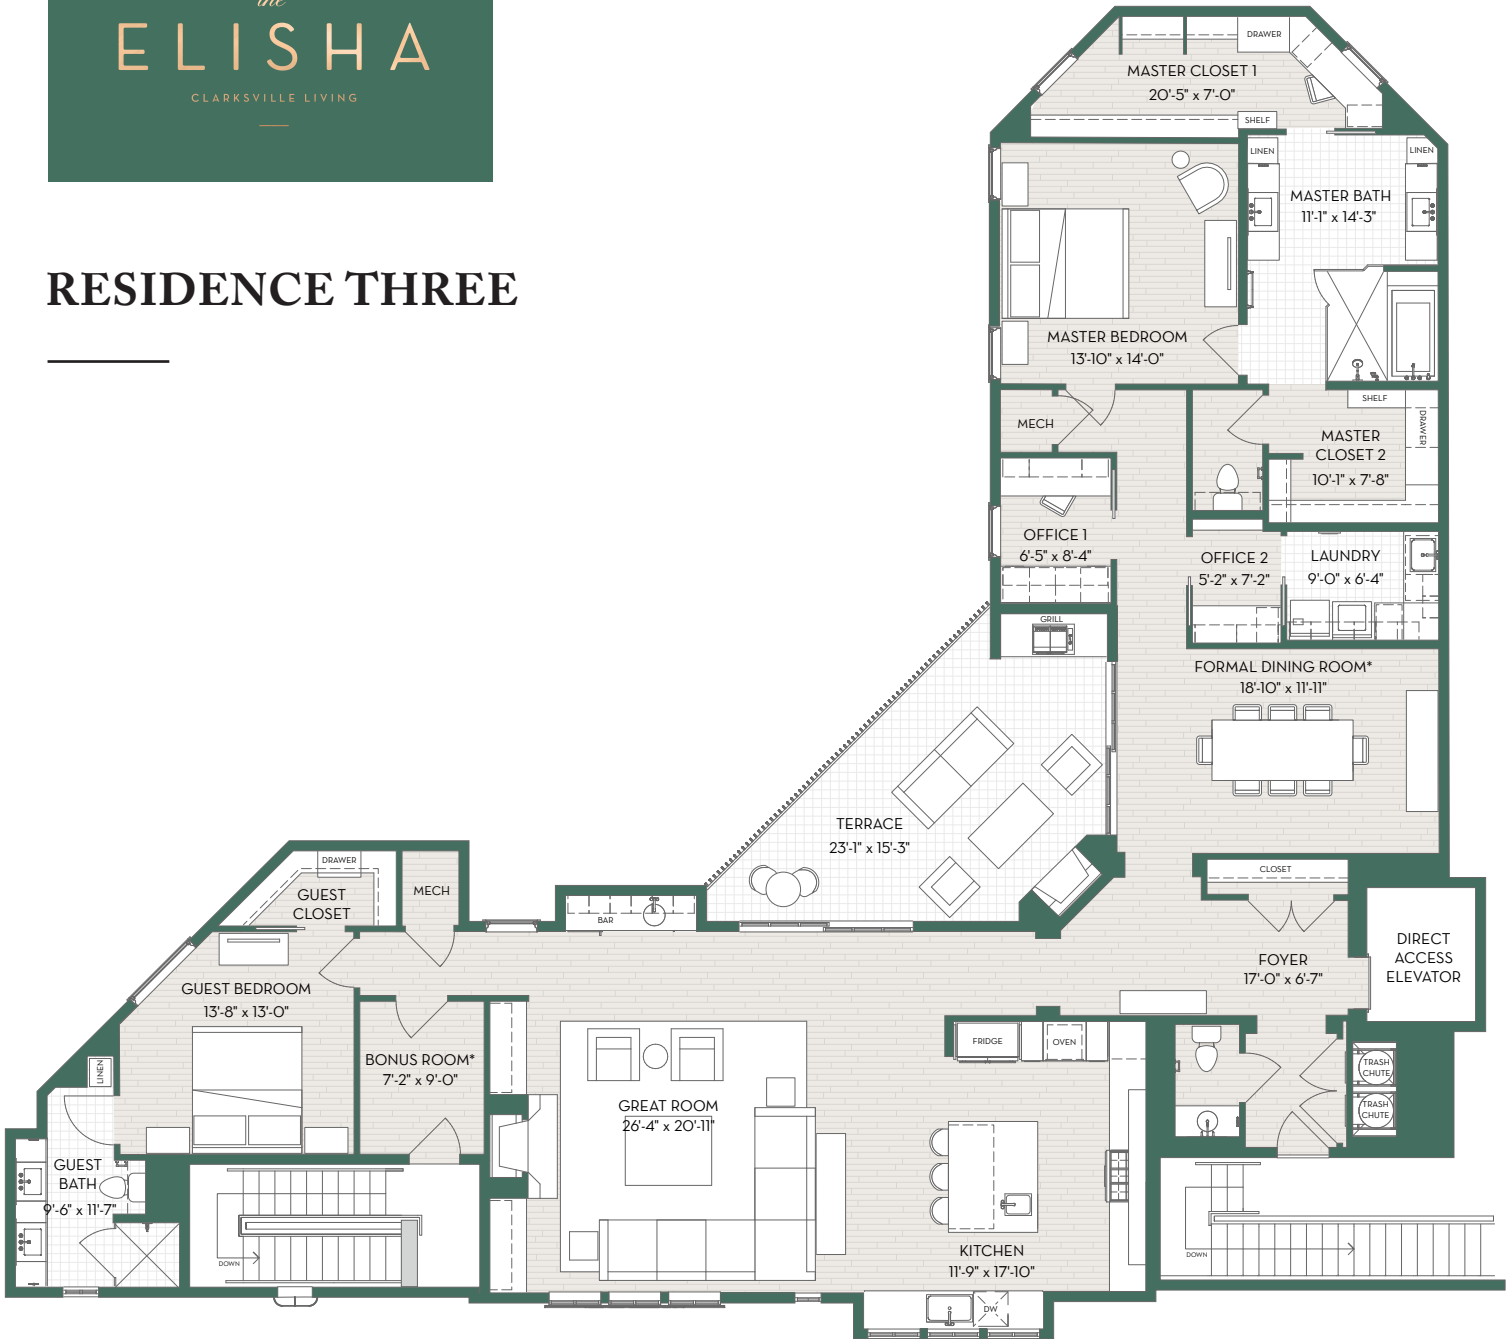 the
ELISHA
CLARKSVILLE LIVING
RESIDENCE THREE
DRAWER
MASTER CLOSET 1
20'-5" x 7'-0"
SHELF
LINEN
LINEN
MASTER BATH
11'-1" x 14'-3"
MASTER BEDROOM
13'-10" x 14'-0"
MECH
SHELF
DRAWER
MASTER
CLOSET 2
10'-1" x 7'-8"
OFFICE 1
6'-5" x 8'-4"
OFFICE 2
5'-2" x 7'-2"
LAUNDRY
9'-0" x 6'-4"
GRILL
FORMAL DINING ROOM*
18'-10" x 11'-11"
TERRACE
23'-1" x 15'-3"
DRAWER
GUEST
CLOSET
MECH
BAR
CLOSET
FOYER
17'-0" x 6'-7"
DIRECT
ACCESS
ELEVATOR
GUEST BEDROOM
13'-8" x 13'-0"
BONUS ROOM*
7'-2" x 9'-0"
LINEN
FRIDGE
OVEN
TRASH
CHUTE
TRASH
CHUTE
GREAT ROOM
26'-4" x 20'-11"
GUEST
BATH
9'-6" x 11'-7"
DOWN
KITCHEN
11'-9" x 17'-10"
DW
DOWN